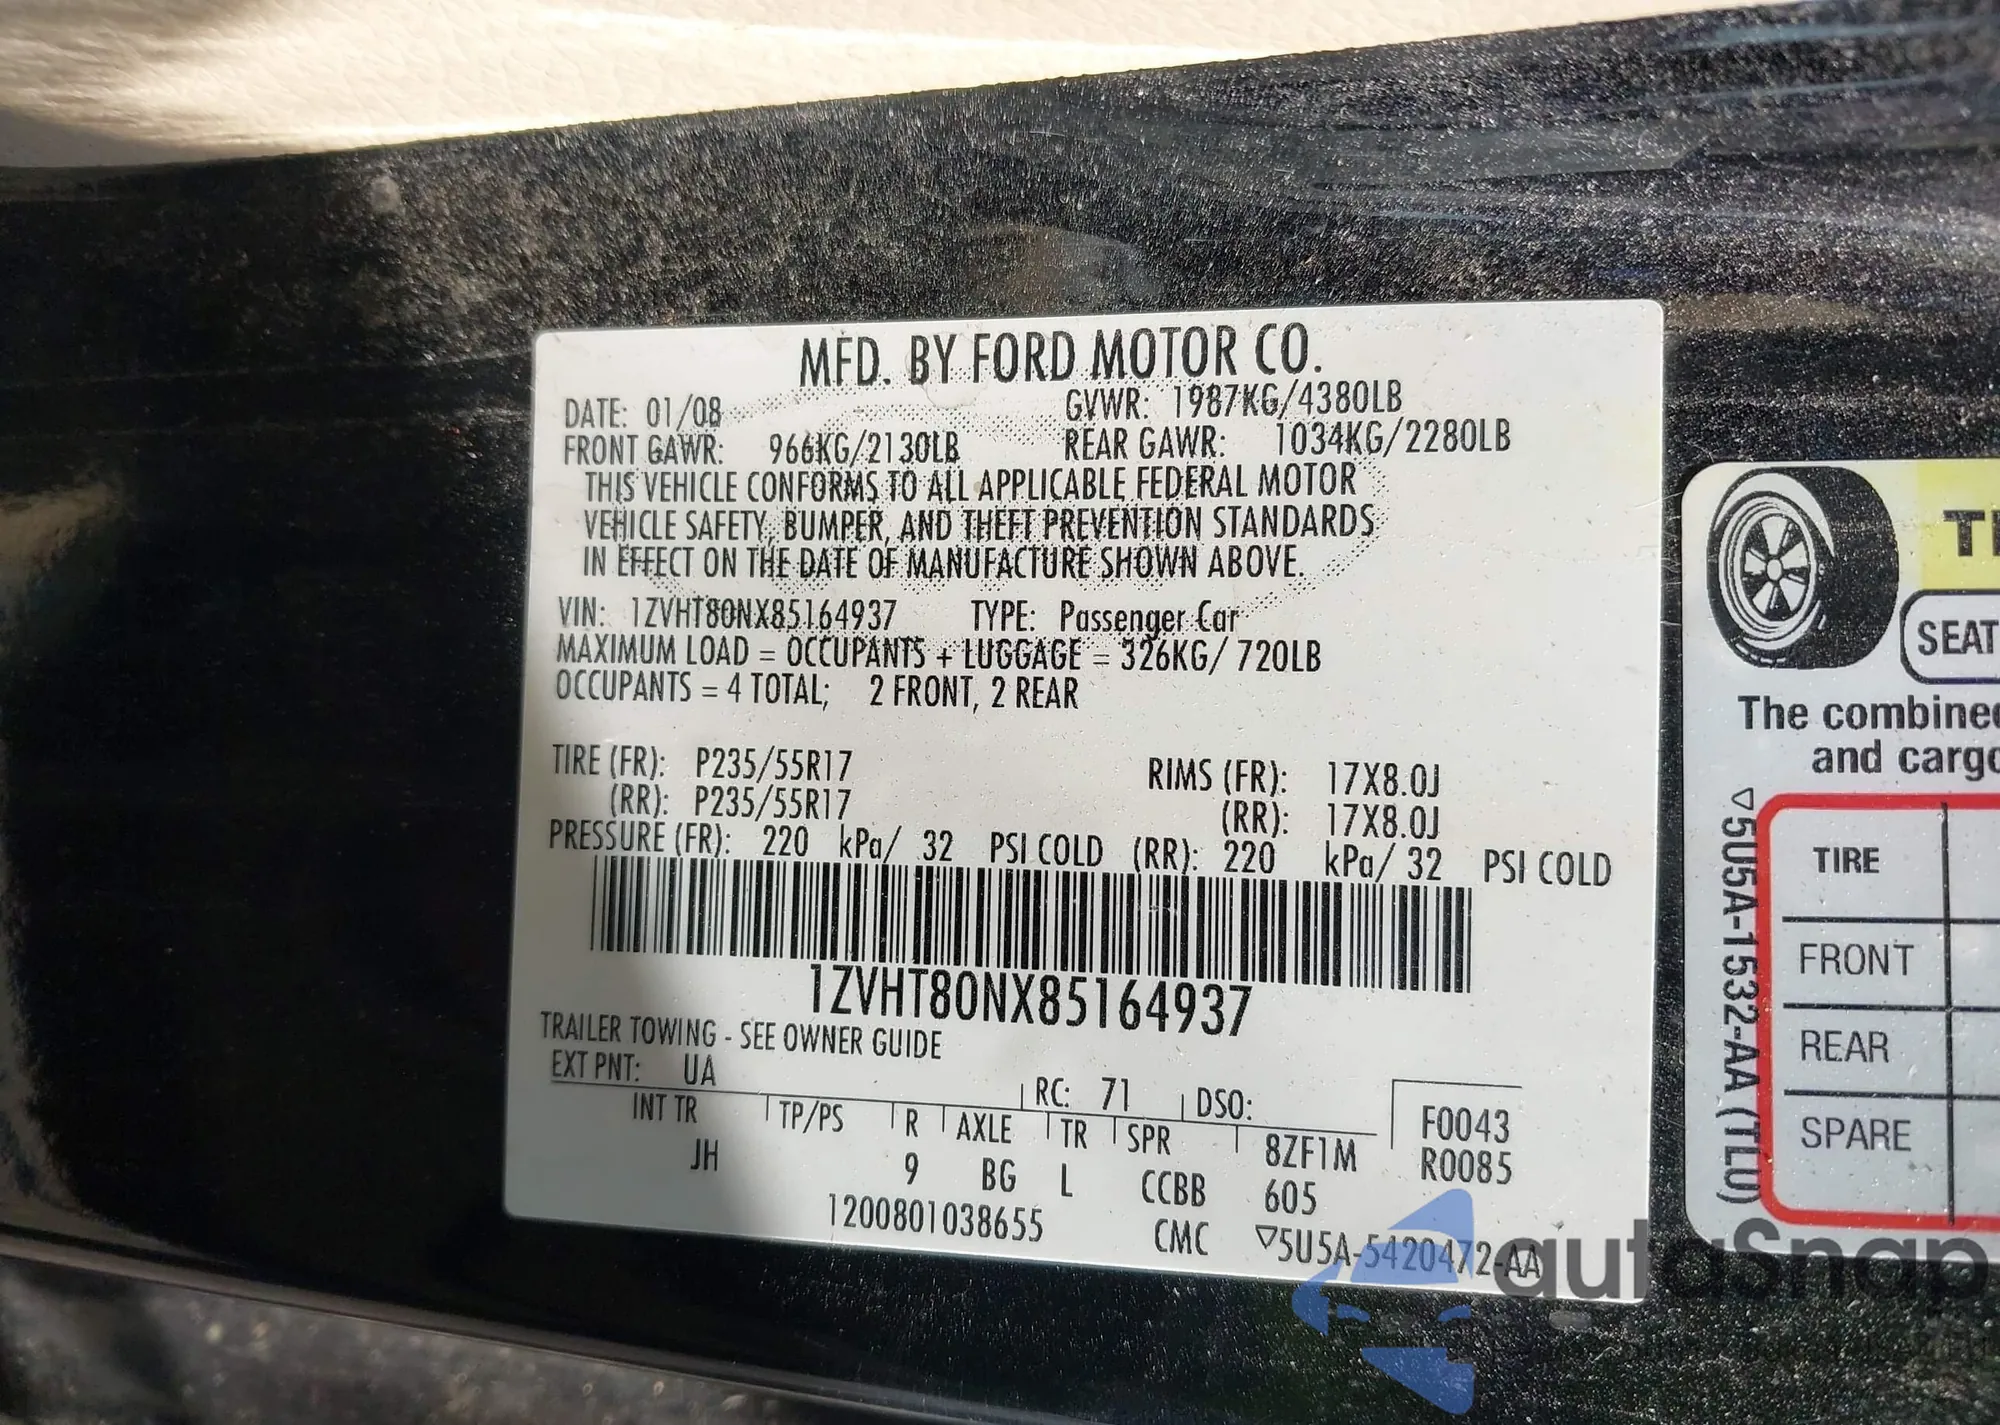 MFD. BY FORD MOTOR CO.
DATE: 01/08 GVWR: 1987KG/4380LB
FRONT GAWR: 966KG/2130LB REAR GAWR: 1034KG/2280LB
THIS VEHICLE CONFORMS TO ALL APPLICABLE FEDERAL MOTOR
VEHICLE SAFETY, BUMPER, AND THEFT PREVENTION STANDARDS
IN EFFECT ON THE DATE OF MANUFACTURE SHOWN ABOVE.
VIN: 1ZVHT80NX85164937 TYPE: Passenger Car
MAXIMUM LOAD = OCCUPANTS + LUGGAGE = 326KG/ 720LB
OCCUPANTS = 4 TOTAL; 2 FRONT, 2 REAR
TIRE (FR): P235/55R17 RIMS (FR): 17X8.0J
(RR): P235/55R17 (RR): 17X8.0J
PRESSURE (FR): 220 kPa/ 32 PSI COLD (RR): 220 kPa/ 32 PSI COLD
1ZVHT80NX85164937
TRAILER TOWING - SEE OWNER GUIDE
EXT PNT: UA RC: 71 DSO:
INT TR TP/PS R AXLE TR SPR 8ZF1M F0043
JH 9 BG L CCBB 605 R0085
1200801038655 CMC ▽5U5A-5420472-AA
SEAT
The combined
and cargo
TIRE
FRONT
REAR
SPARE
▽5U5A-1532-AA (TLU)
autoSnap